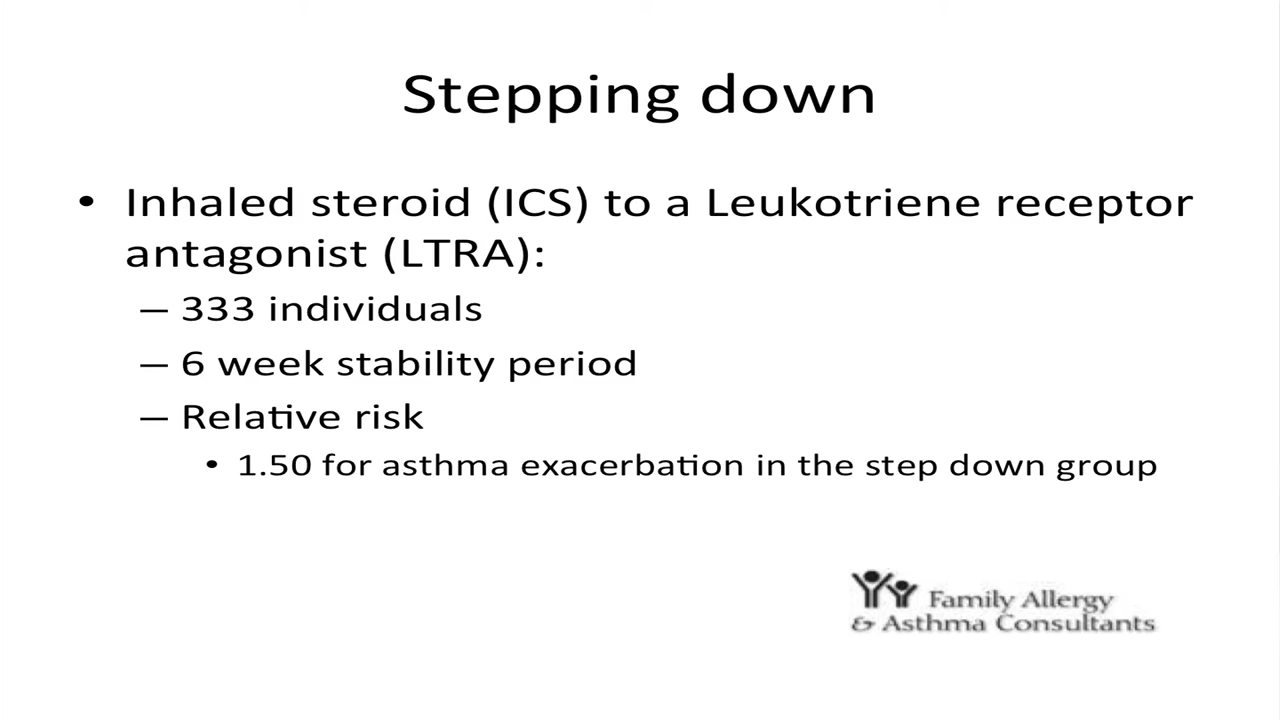 Stepping down
• Inhaled steroid (ICS) to a Leukotriene receptor
antagonist (LTRA):
– 333 individuals
– 6 week stability period
– Relative risk
• 1.50 for asthma exacerbation in the step down group
Family Allergy
& Asthma Consultants